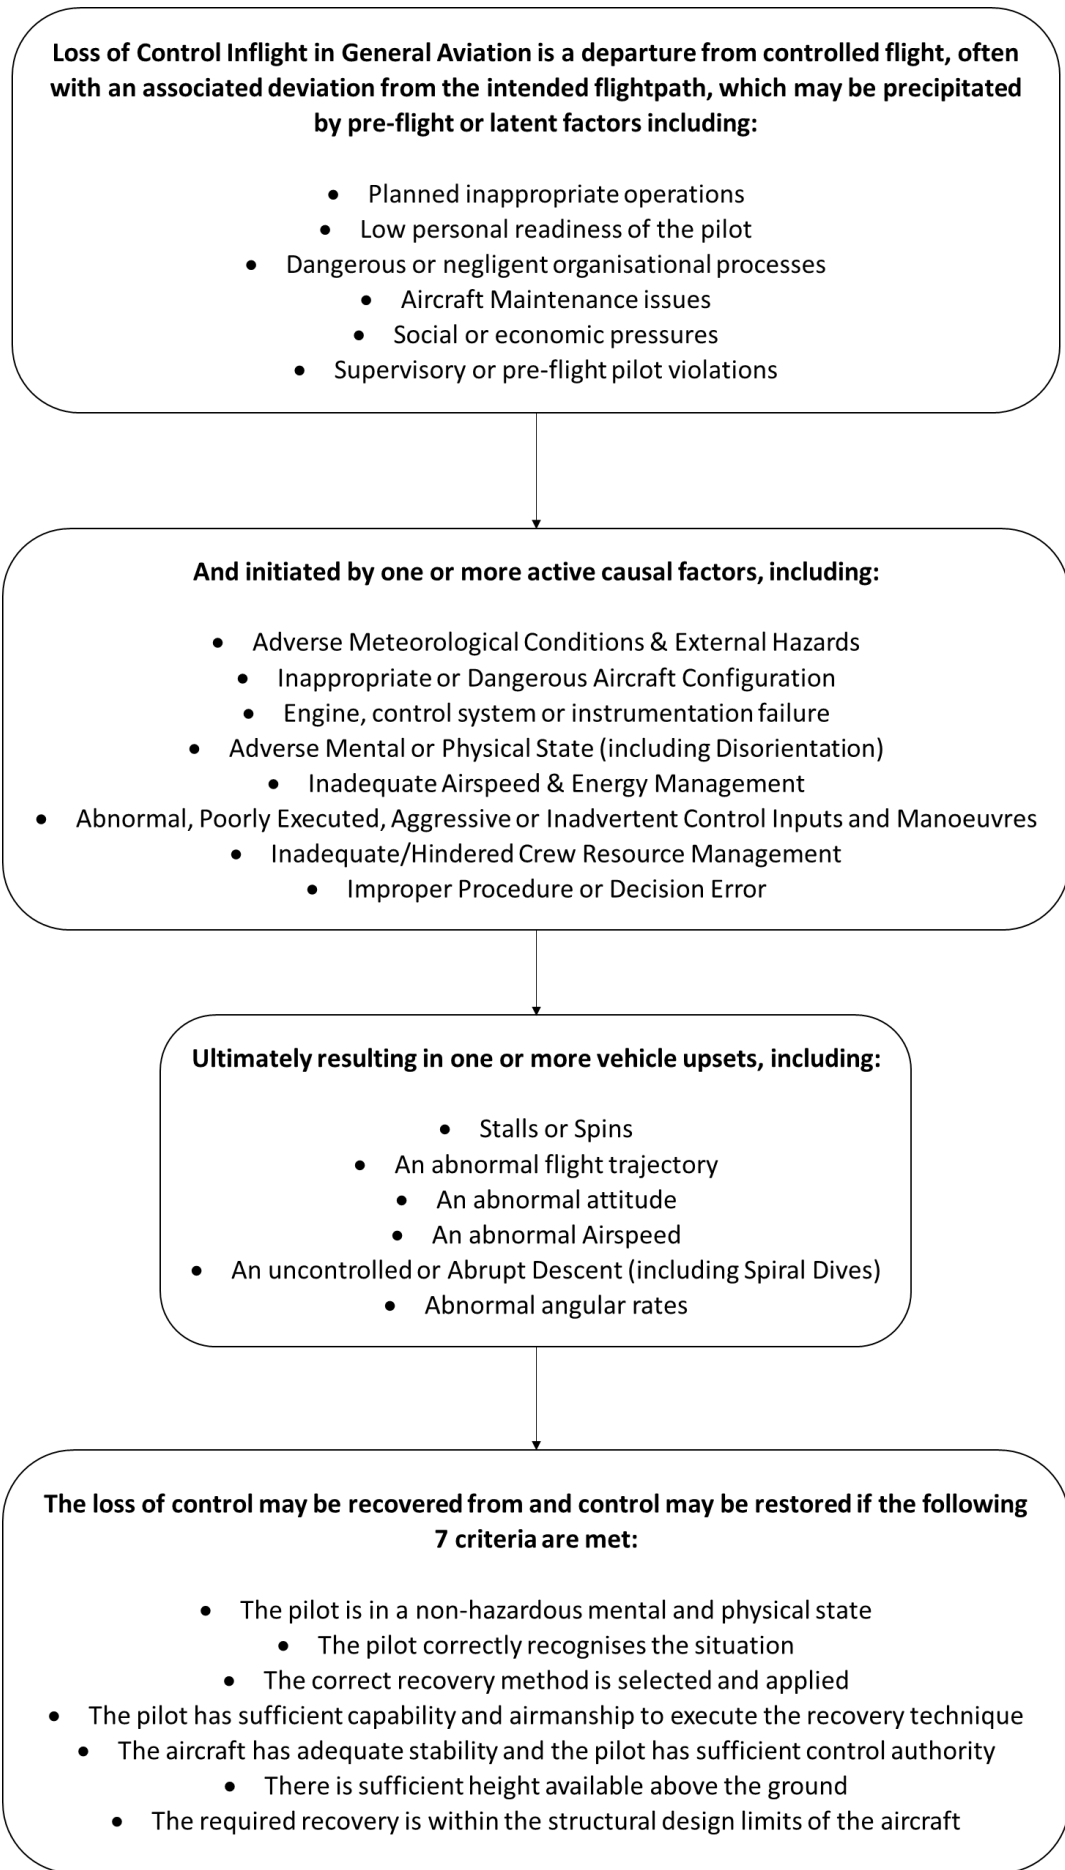 Loss of Control Inflight in General Aviation is a departure from controlled flight, often
with an associated deviation from the intended flightpath, which may be precipitated
by pre-flight or latent factors including:
• Planned inappropriate operations
• Low personal readiness of the pilot
• Dangerous or negligent organisational processes
• Aircraft Maintenance issues
• Social or economic pressures
• Supervisory or pre-flight pilot violations
And initiated by one or more active causal factors, including:
• Adverse Meteorological Conditions & External Hazards
• Inappropriate or Dangerous Aircraft Configuration
• Engine, control system or instrumentation failure
• Adverse Mental or Physical State (including Disorientation)
• Inadequate Airspeed & Energy Management
• Abnormal, Poorly Executed, Aggressive or Inadvertent Control Inputs and Manoeuvres
• Inadequate/Hindered Crew Resource Management
• Improper Procedure or Decision Error
Ultimately resulting in one or more vehicle upsets, including:
• Stalls or Spins
• An abnormal flight trajectory
• An abnormal attitude
• An abnormal Airspeed
• An uncontrolled or Abrupt Descent (including Spiral Dives)
• Abnormal angular rates
The loss of control may be recovered from and control may be restored if the following
7 criteria are met:
• The pilot is in a non-hazardous mental and physical state
• The pilot correctly recognises the situation
• The correct recovery method is selected and applied
• The pilot has sufficient capability and airmanship to execute the recovery technique
• The aircraft has adequate stability and the pilot has sufficient control authority
• There is sufficient height available above the ground
• The required recovery is within the structural design limits of the aircraft